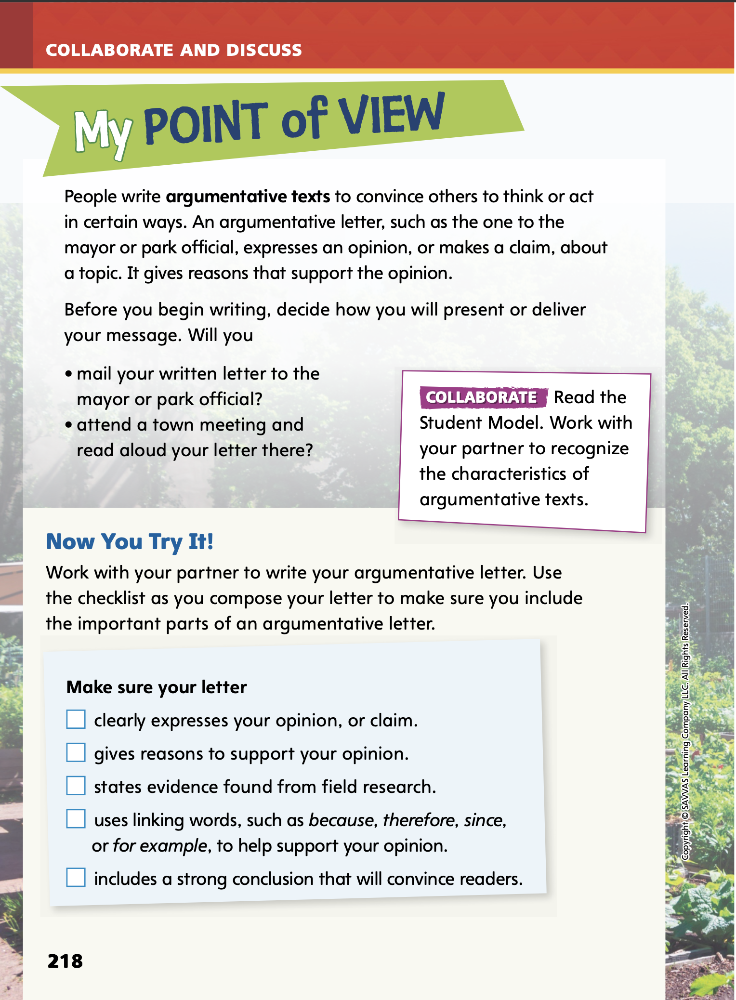 COLLABORATE AND DISCUSS
My POINT of VIEW
People write argumentative texts to convince others to think or act
in certain ways. An argumentative letter, such as the one to the
mayor or park official, expresses an opinion, or makes a claim, about
a topic. It gives reasons that support the opinion.
Before you begin writing, decide how you will present or deliver
your message. Will you
• mail your written letter to the
mayor or park official?
• attend a town meeting and
read aloud your letter there?
COLLABORATE Read the
Student Model. Work with
your partner to recognize
the characteristics of
argumentative texts.
Now You Try It!
Work with your partner to write your argumentative letter. Use
the checklist as you compose your letter to make sure you include
the important parts of an argumentative letter.
Make sure your letter
clearly expresses your opinion, or claim.
gives reasons to support your opinion.
states evidence found from field research.
uses linking words, such as because, therefore, since,
or for example, to help support your opinion.
includes a strong conclusion that will convince readers.
218
Copyright © SAVVAS Learning Company LLC. All Rights Reserved.